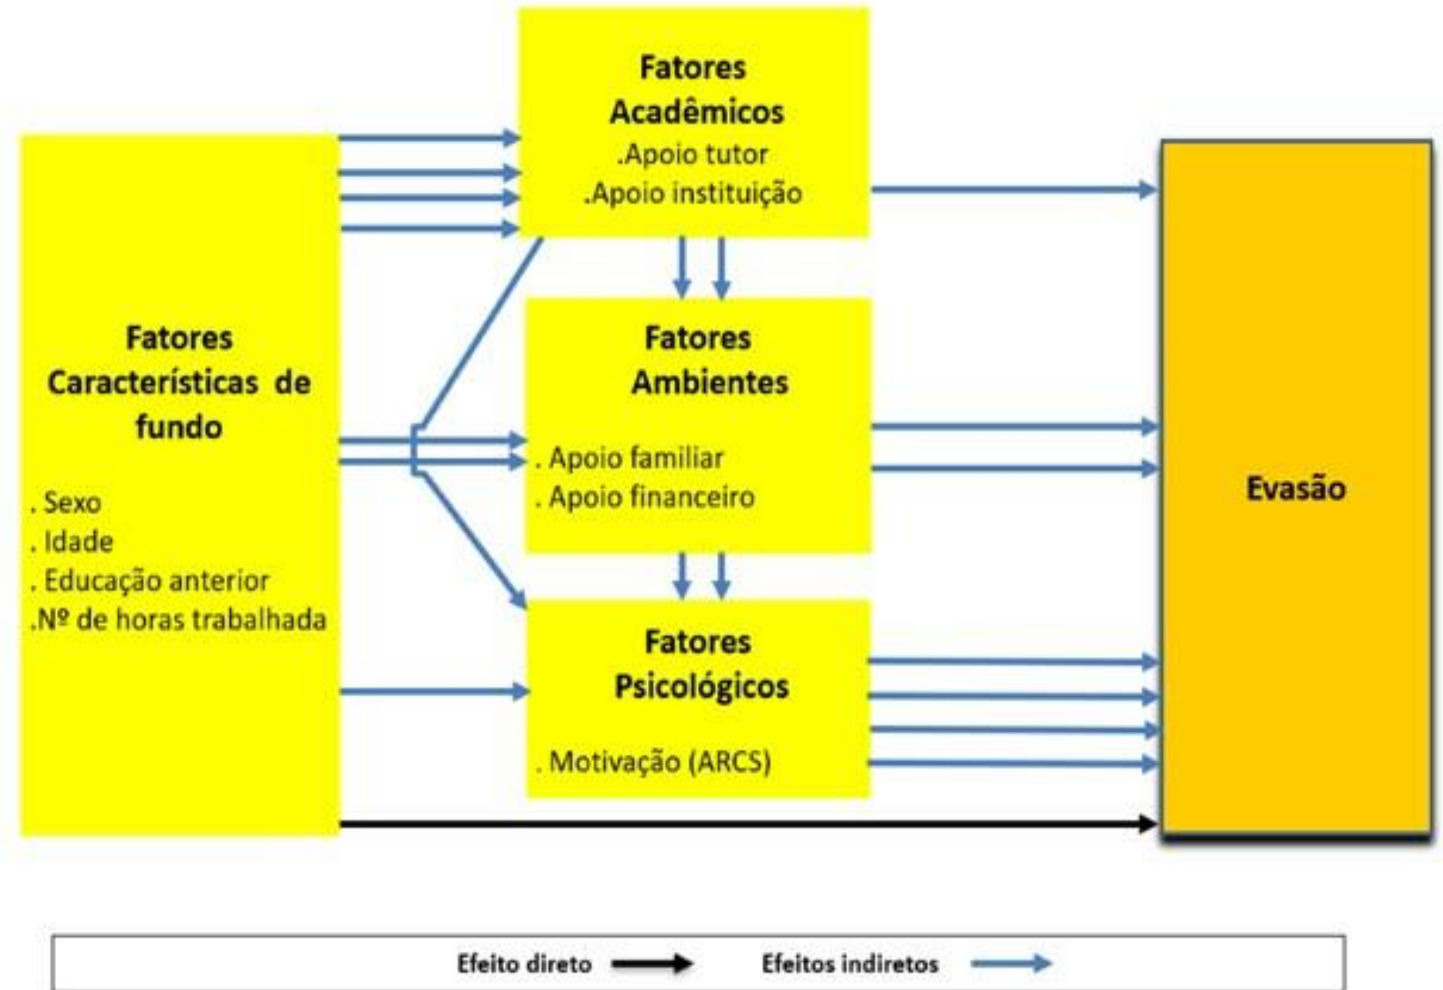 Fatores
Acadêmicos
.Apoio tutor
.Apoio instituição
Fatores
Características de
fundo
. Sexo
. Idade
. Educação anterior
.Nº de horas trabalhada
Fatores
Ambientes
. Apoio familiar
. Apoio financeiro
Fatores
Psicológicos
. Motivação (ARCS)
Evasão
Efeito direto
Efeitos indiretos